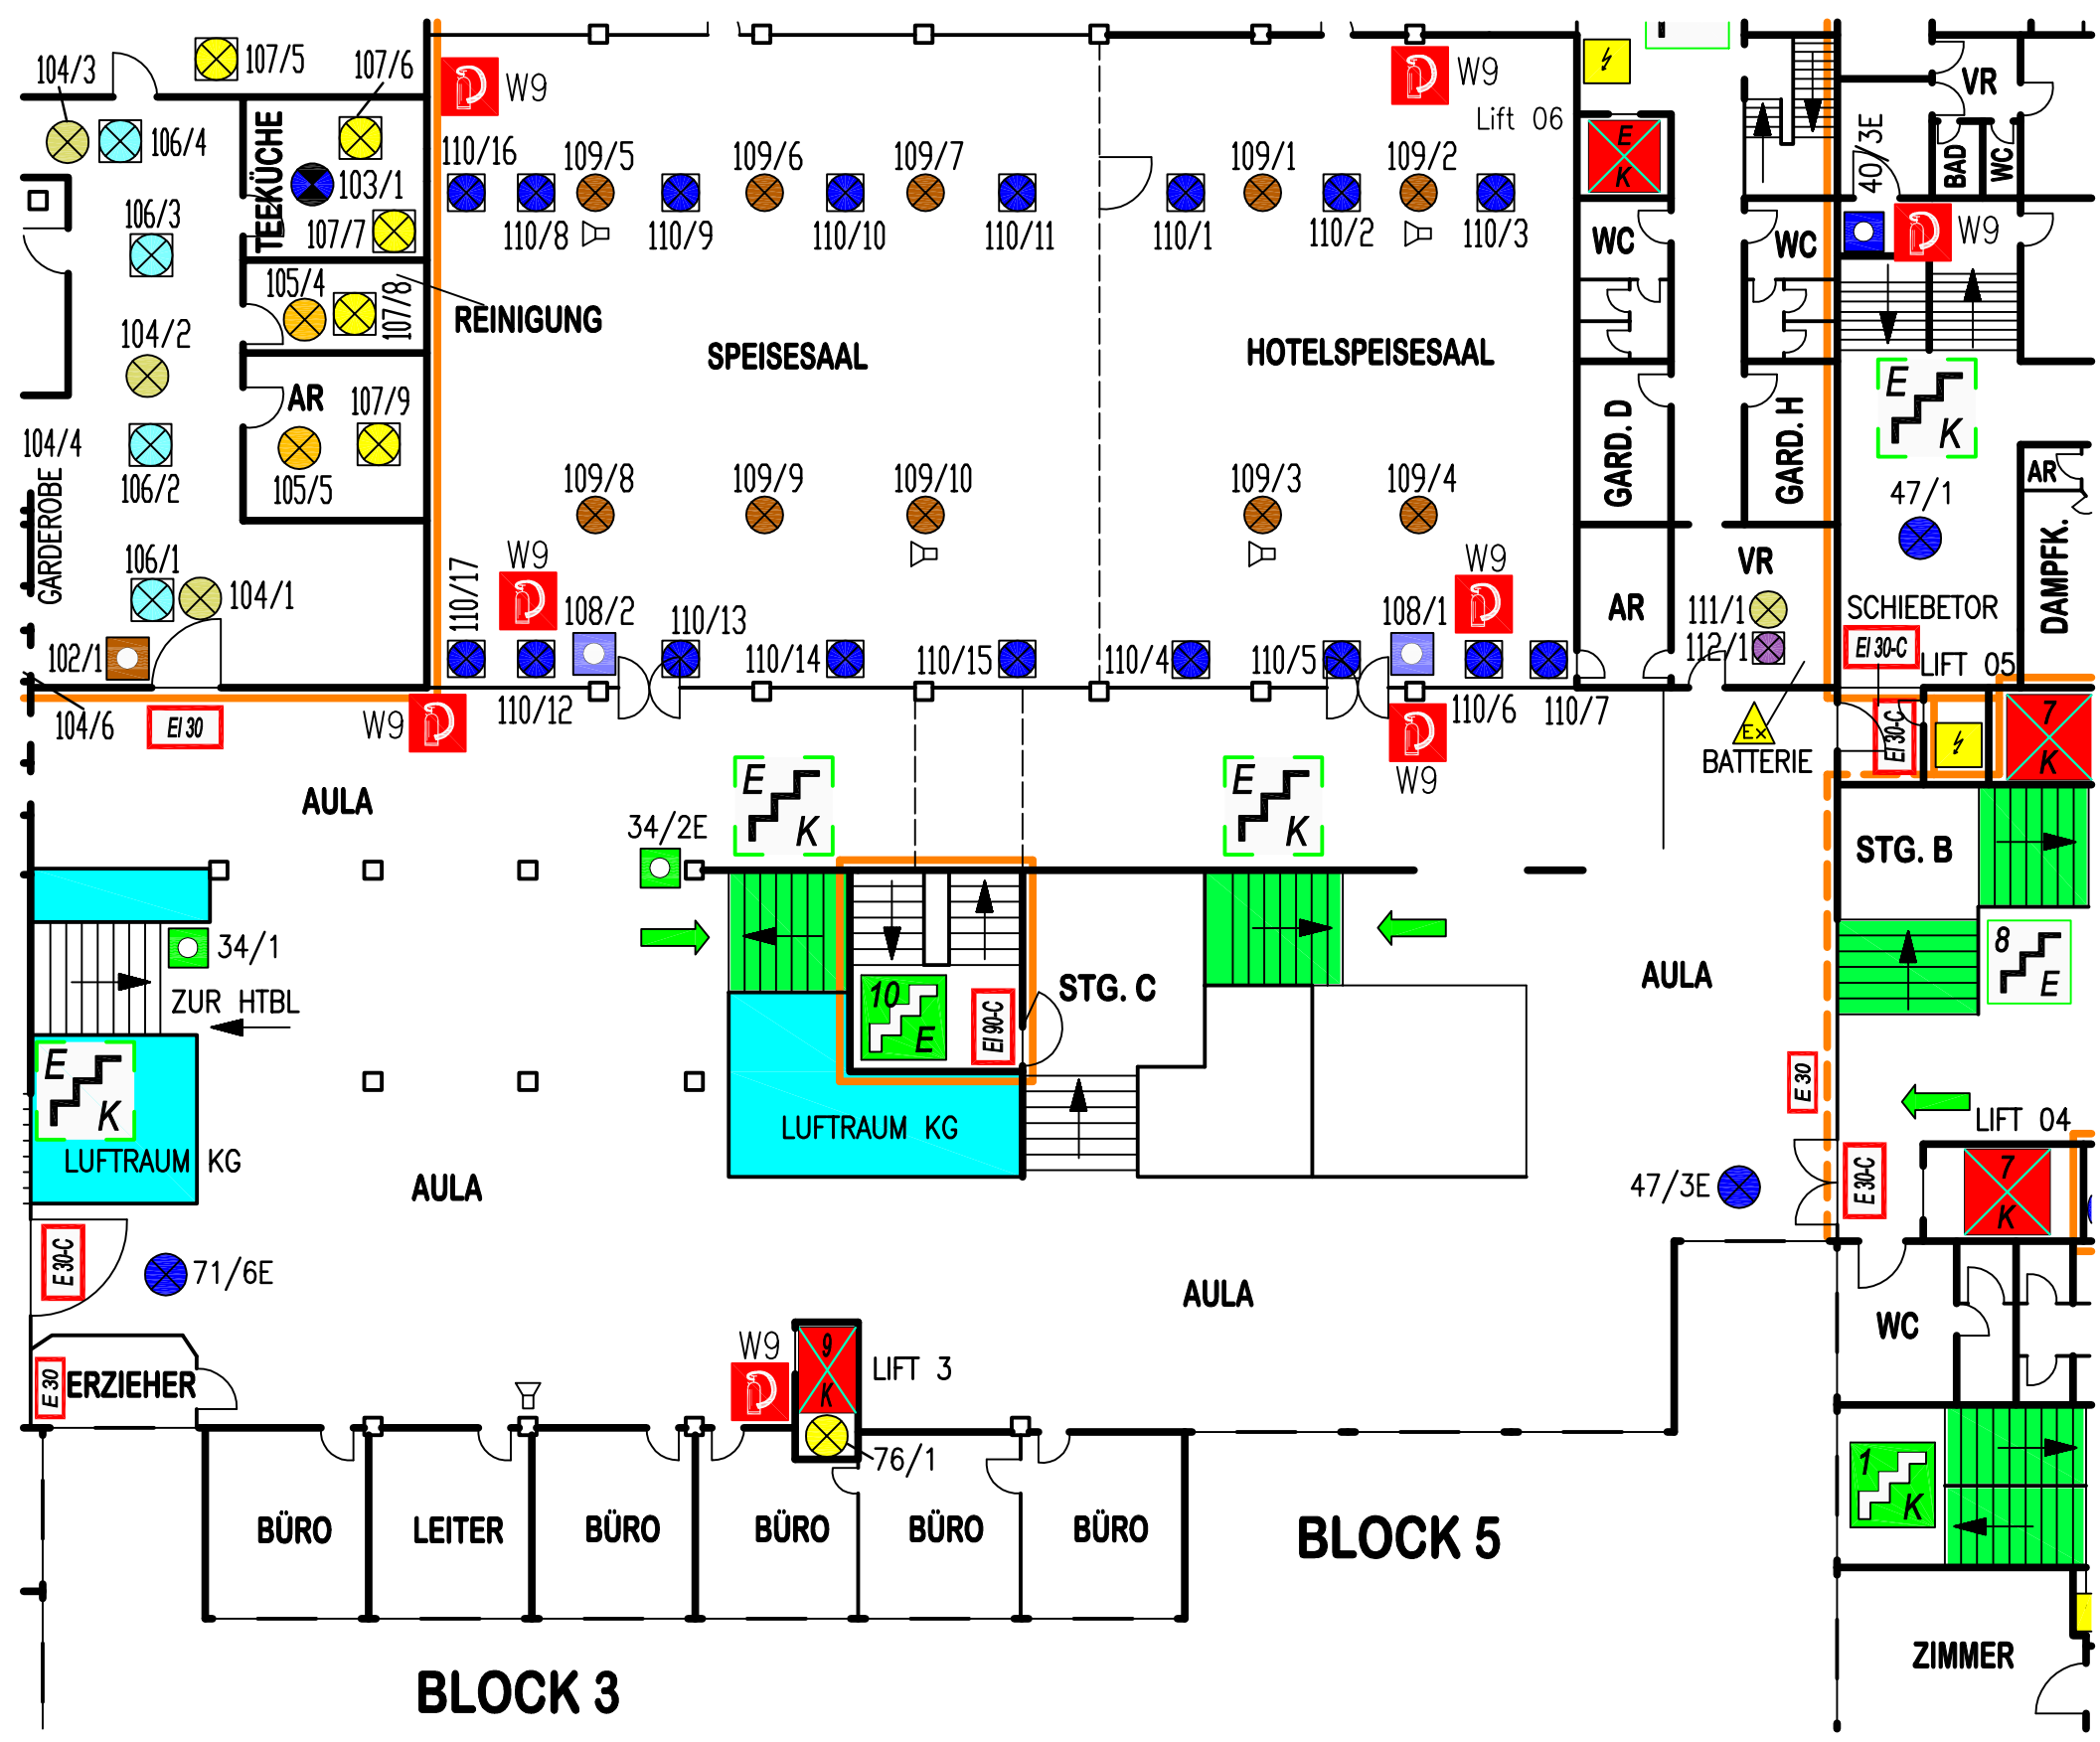 104/3
107/5
107/6
W9
W9
Lift 06
VR
106/4
TEEKÜCHE
103/1
110/16
109/5
109/6
109/7
109/1
109/2
E
K
40/3E
BAD
WC
106/3
107/7
110/8
110/9
110/10
110/11
110/1
110/2
110/3
WC
WC
W9
105/4
107/8
REINIGUNG
104/2
SPEISESAAL
HOTELSPEISESAAL
AR
107/9
GARD. D
GARD. H
E
K
104/4
GARDEROBE
106/2
105/5
109/8
109/9
109/10
109/3
109/4
47/1
AR
DAMPFK.
106/1
104/1
110/17
W9
108/2
110/13
108/1
W9
AR
VR
111/1
112/1
SCHIEBETOR
EI 30-C
LIFT 05
102/1
110/14
110/15
110/4
110/5
104/6
EI 30
W9
110/12
110/6
110/7
W9
Ex
BATTERIE
EI 30-C
7
K
AULA
E
K
E
K
34/2E
STG. B
34/1
ZUR HTBL
10
E
EI 90-C
STG. C
AULA
8
E
E
K
LUFTRAUM KG
LUFTRAUM KG
E 30
LIFT 04
AULA
47/3E
E 30-C
7
K
E 30-C
71/6E
AULA
WC
E 30
ERZIEHER
W9
9
K
LIFT 3
76/1
BÜRO
LEITER
BÜRO
BÜRO
BÜRO
BÜRO
BLOCK 5
1
K
BLOCK 3
ZIMMER